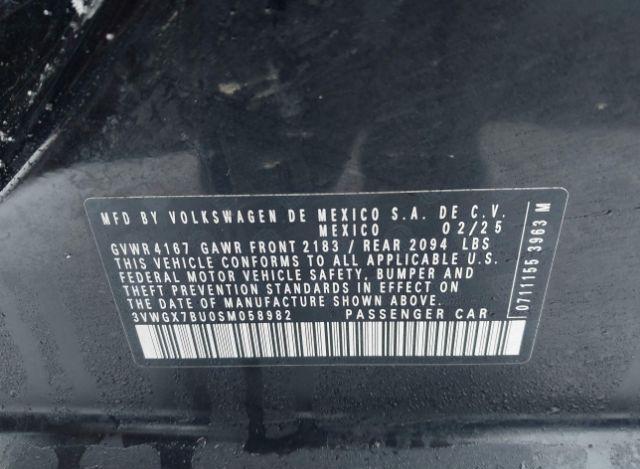 MFD BY VOLKSWAGEN DE MEXICO S.A. DE C.V.
MEXICO 02/25
GVWR 4167 GAWR FRONT 2183 / REAR 2094 LBS
THIS VEHICLE CONFORMS TO ALL APPLICABLE U.S.
FEDERAL MOTOR VEHICLE SAFETY, BUMPER AND
THEFT PREVENTION STANDARDS IN EFFECT ON
THE DATE OF MANUFACTURE SHOWN ABOVE.
3VWGX7BU0SM058982 PASSENGER CAR
0711155 3963 M